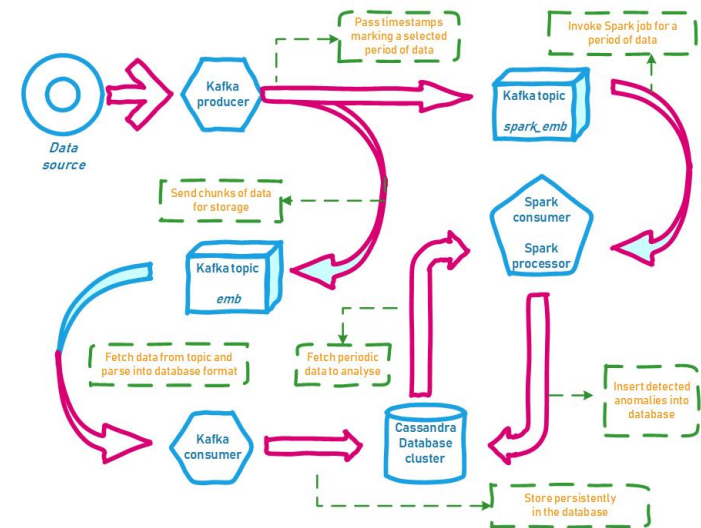 Pass timestamps
marking a selected
period of data
Invoke Spark job for a
period of data
Kafka
producer
Kafka topic
spark_emb
Data
source
Send chunks of data
for storage
Spark
consumer
Spark
processor
Kafka topic
emb
Fetch data from topic and
parse into database format
Fetch periodic
data to analyse
Insert detected
anomalies into
database
Kafka
consumer
Cassandra
Database
cluster
Store persistently
in the database